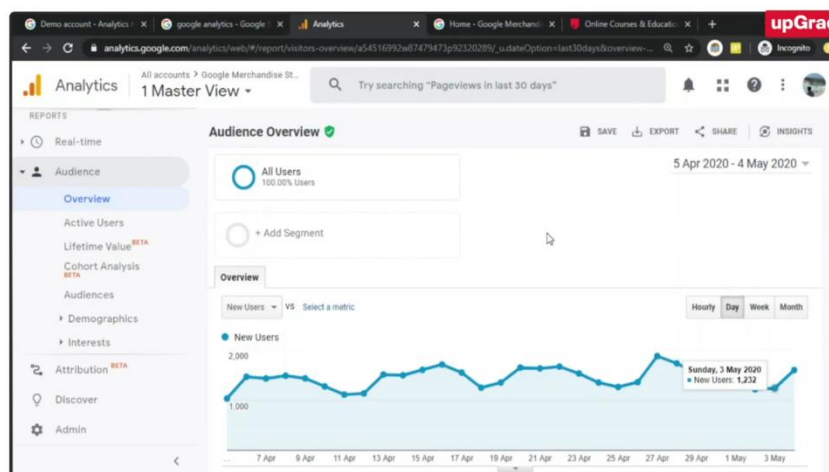 Demo account - Analytics
google analytics - Google
Analytics
Home - Google Merchandi
Online Courses & Educatio
upGrad
analytics.google.com/analytics/web/#/report/visitors-overview/a54516992w87479473p92320289/_u.dateOption=last30days&overview-...
Incognito
Analytics
All accounts > Google Merchandise St...
1 Master View
Try searching "Pageviews in last 30 days"
REPORTS
Real-time
Audience
Overview
Active Users
Lifetime Value BETA
Cohort Analysis
BETA
Audiences
Demographics
Interests
Attribution BETA
Discover
Admin
Audience Overview
SAVE
EXPORT
SHARE
INSIGHTS
All Users
100.00% Users
5 Apr 2020 - 4 May 2020
+ Add Segment
Overview
New Users VS Select a metric
Hourly Day Week Month
New Users
2,000
1,000
Sunday, 3 May 2020
New Users: 1,232
... 7 Apr 9 Apr 11 Apr 13 Apr 15 Apr 17 Apr 19 Apr 21 Apr 23 Apr 25 Apr 27 Apr 29 Apr 1 May 3 May